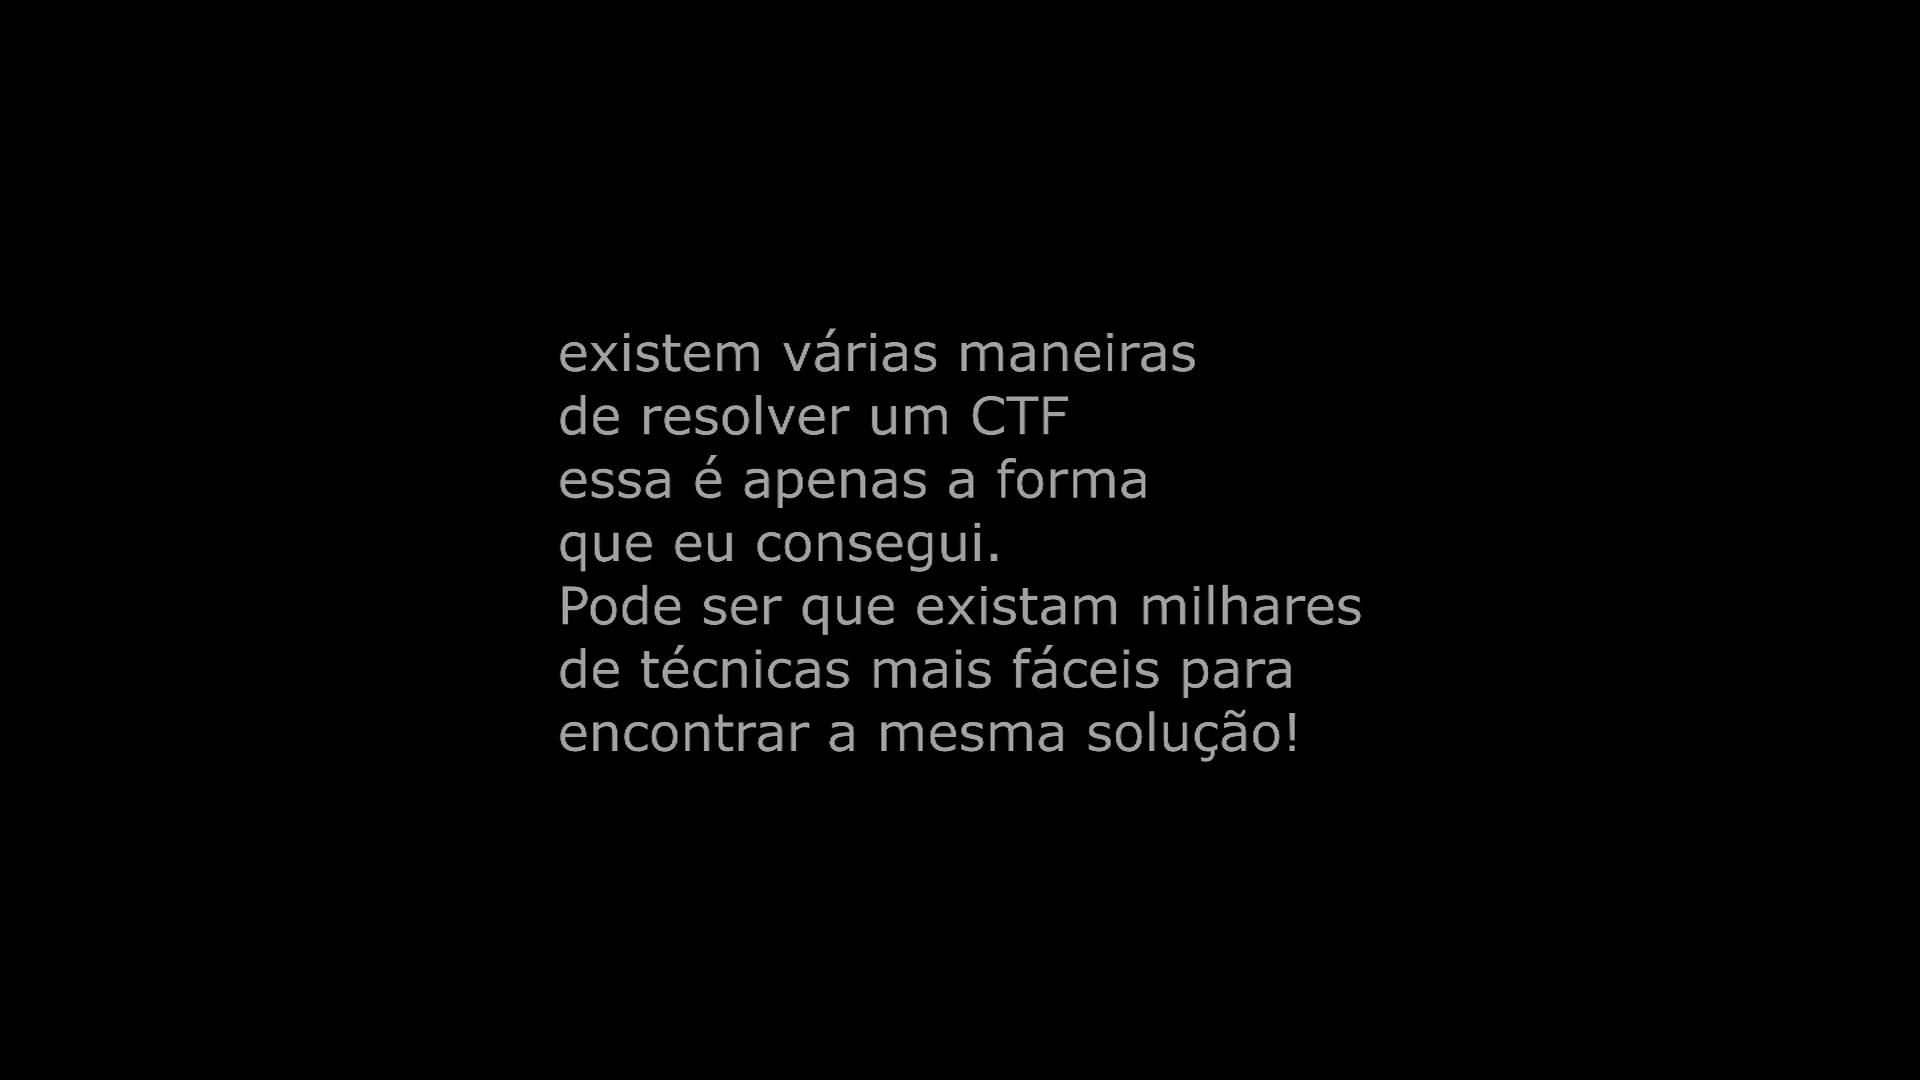 existem várias maneiras
de resolver um CTF
essa é apenas a forma
que eu consegui.
Pode ser que existam milhares
de técnicas mais fáceis para
encontrar a mesma solução!